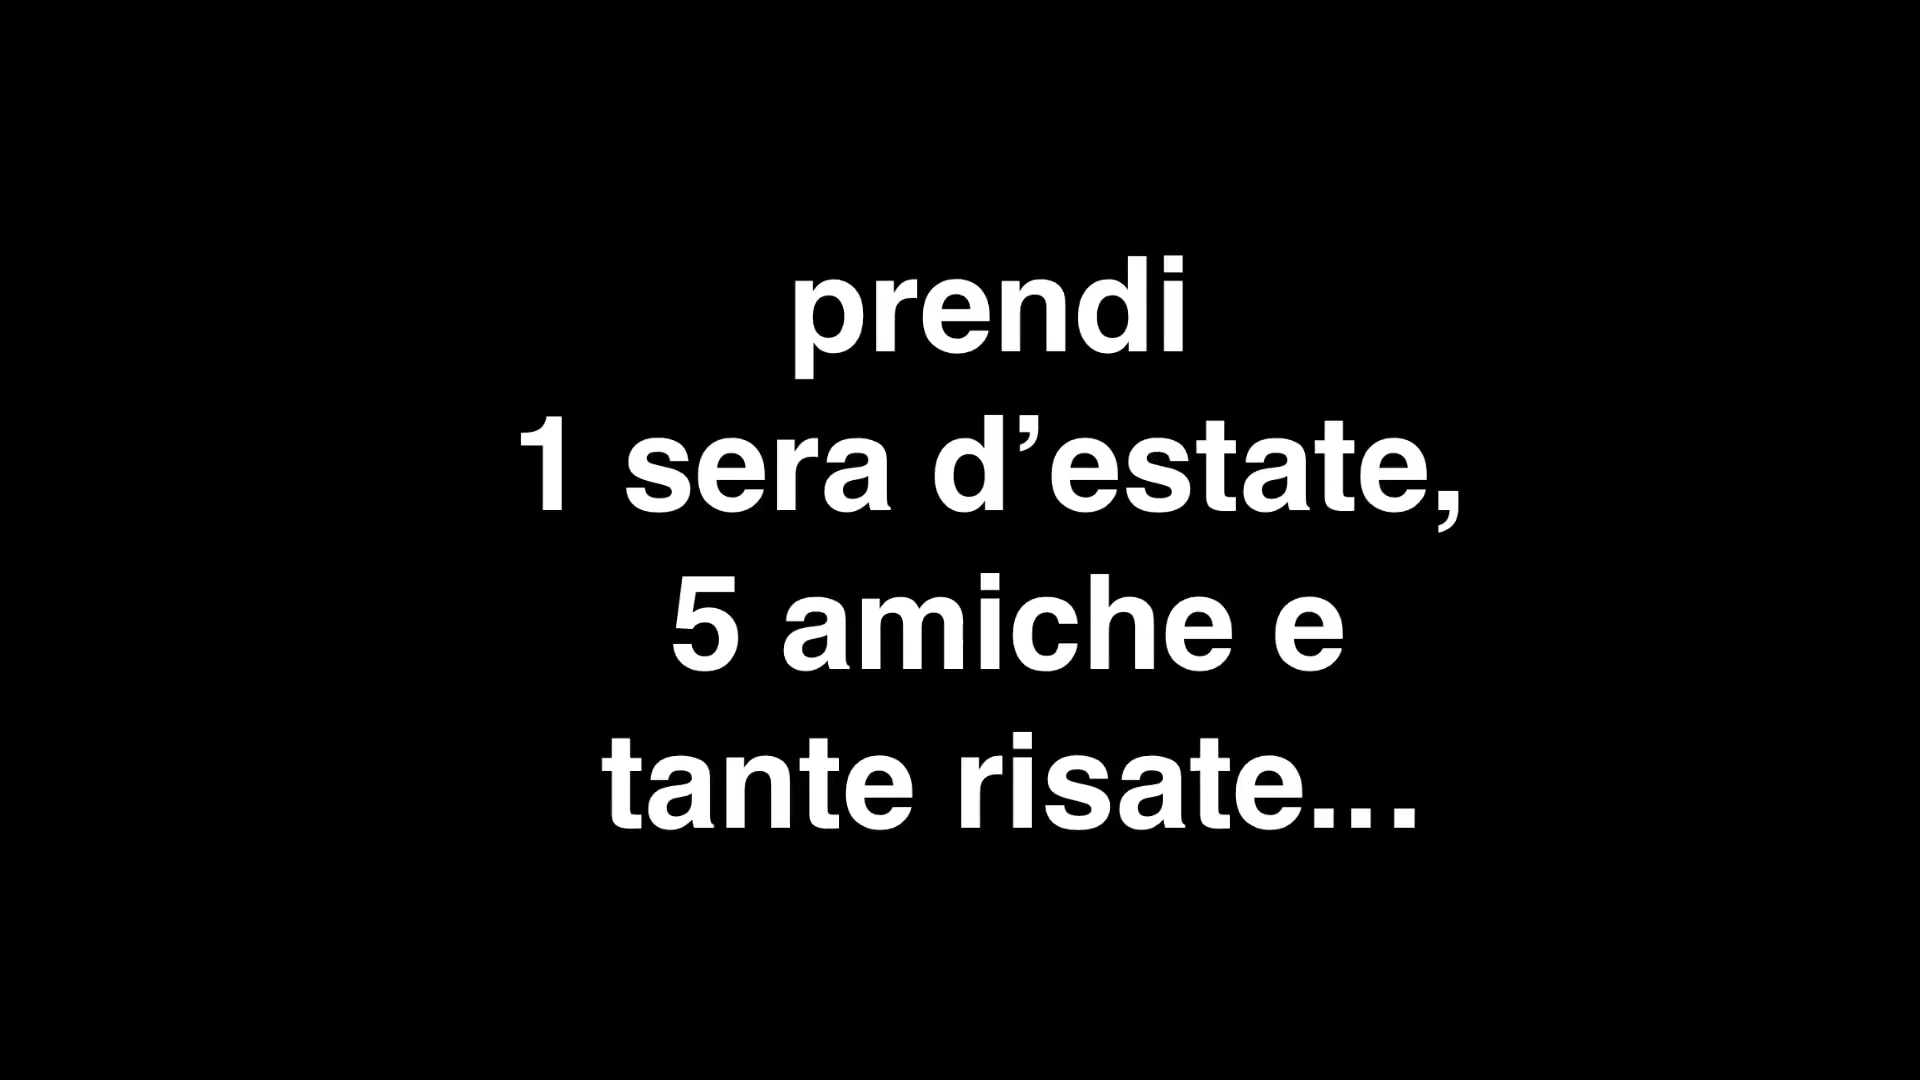 prendi
1 sera d’estate,
5 amiche e
tante risate...